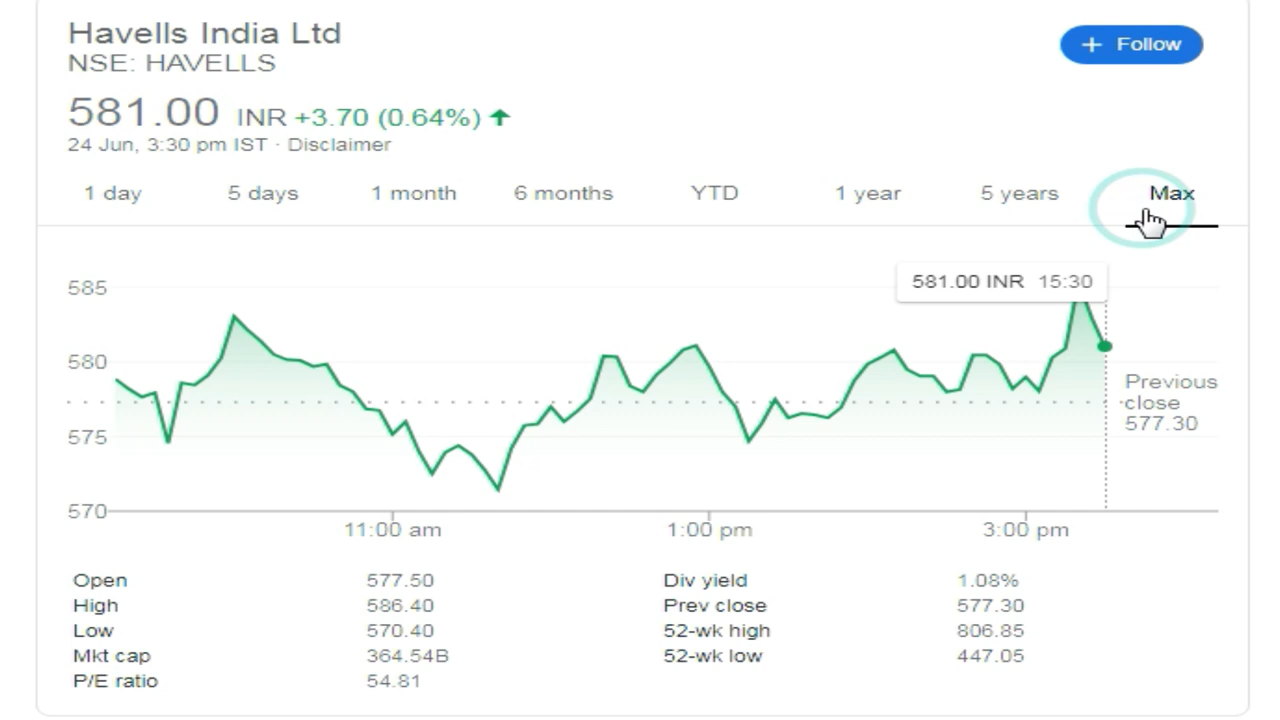 Havells India Ltd
NSE: HAVELLS
+ Follow
581.00 INR +3.70 (0.64%) ↑
24 Jun, 3:30 pm IST · Disclaimer
1 day 5 days 1 month 6 months YTD 1 year 5 years Max
581.00 INR 15:30
585
580
575
570
Previous
close
577.30
11:00 am 1:00 pm 3:00 pm
Open 577.50 Div yield 1.08%
High 586.40 Prev close 577.30
Low 570.40 52-wk high 806.85
Mkt cap 364.54B 52-wk low 447.05
P/E ratio 54.81